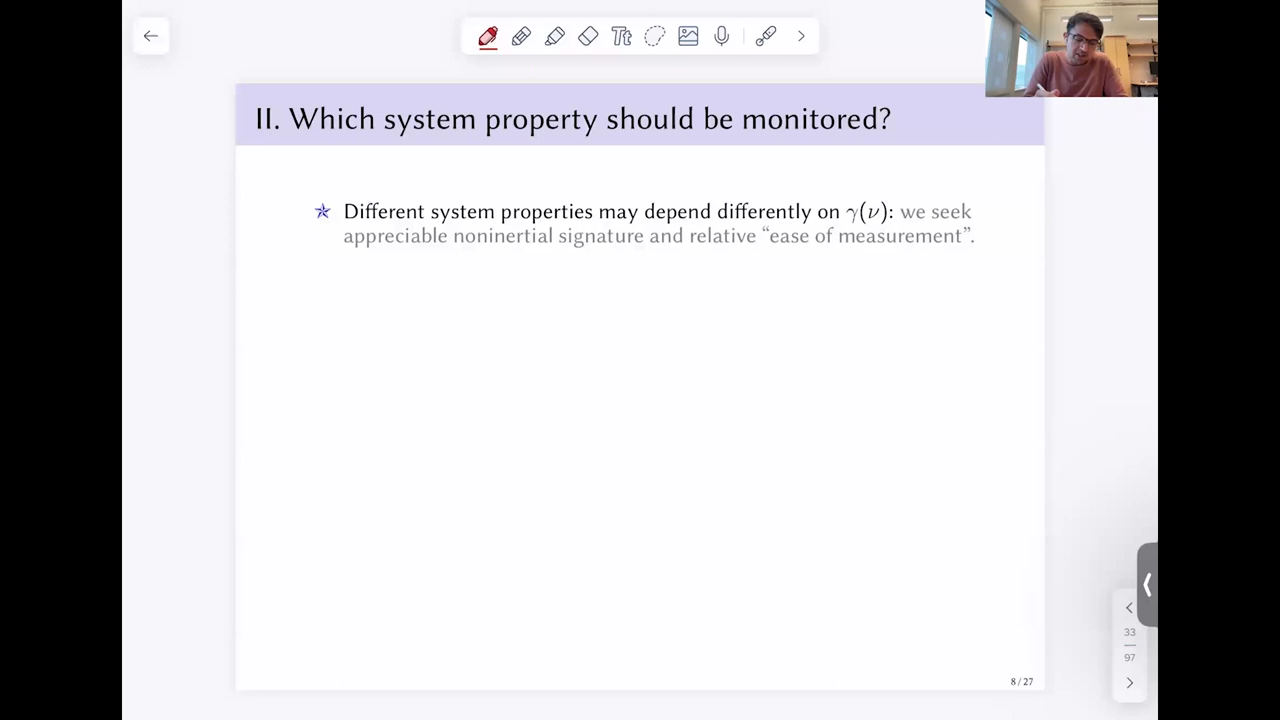 Tt
II. Which system property should be monitored?
Different system properties may depend differently on γ(ν): we seek
appreciable noninertial signature and relative “ease of measurement”.
33
97
8 / 27